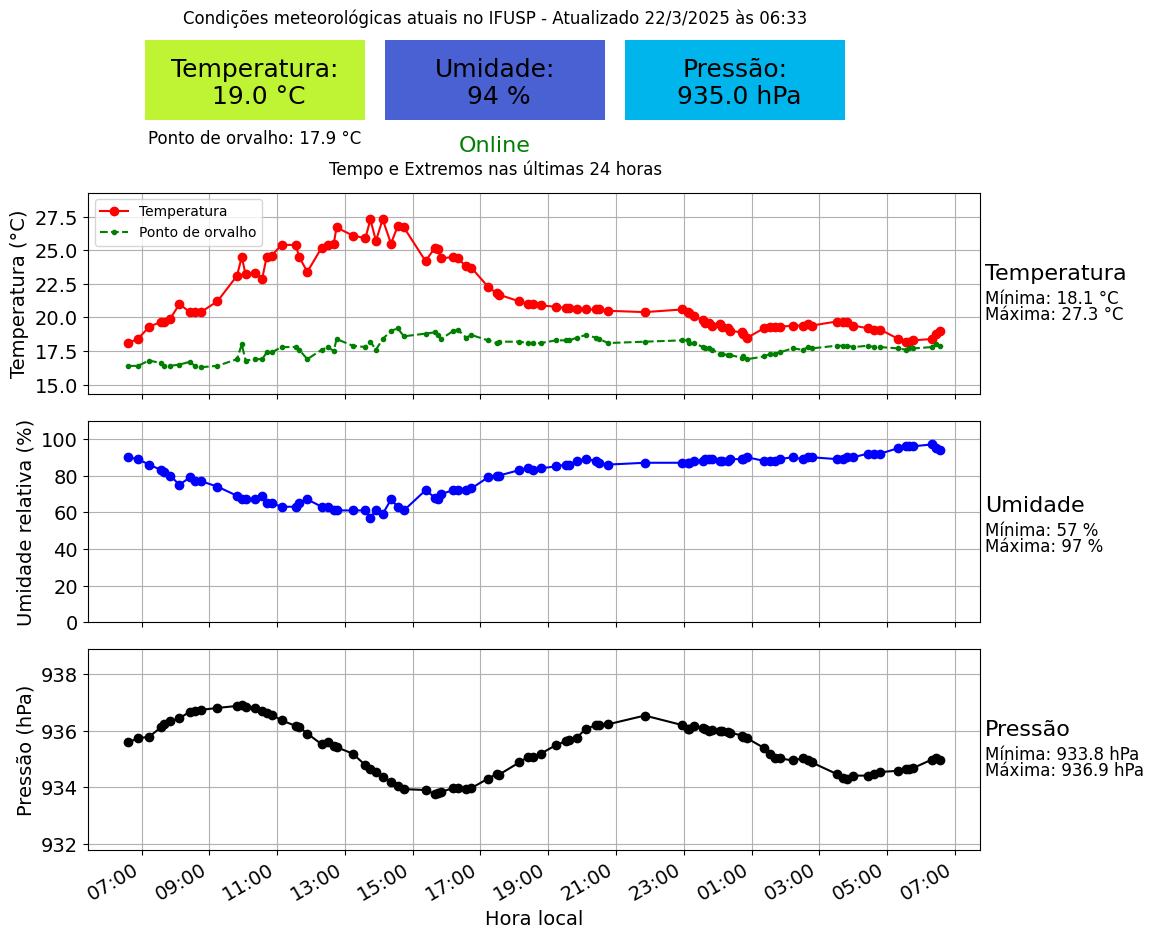 Condições meteorológicas atuais no IFUSP - Atualizado 22/3/2025 às 06:33
Temperatura:
19.0 °C
Umidade:
94 %
Pressão:
935.0 hPa
Ponto de orvalho: 17.9 °C
Online
Tempo e Extremos nas últimas 24 horas
Temperatura (°C)
27.5
25.0
22.5
20.0
17.5
15.0
Temperatura
Ponto de orvalho
Temperatura
Mínima: 18.1 °C
Máxima: 27.3 °C
Umidade relativa (%)
100
80
60
40
20
0
Umidade
Mínima: 57 %
Máxima: 97 %
Pressão (hPa)
938
936
934
932
Pressão
Mínima: 933.8 hPa
Máxima: 936.9 hPa
07:00 09:00 11:00 13:00 15:00 17:00 19:00 21:00 23:00 01:00 03:00 05:00 07:00
Hora local